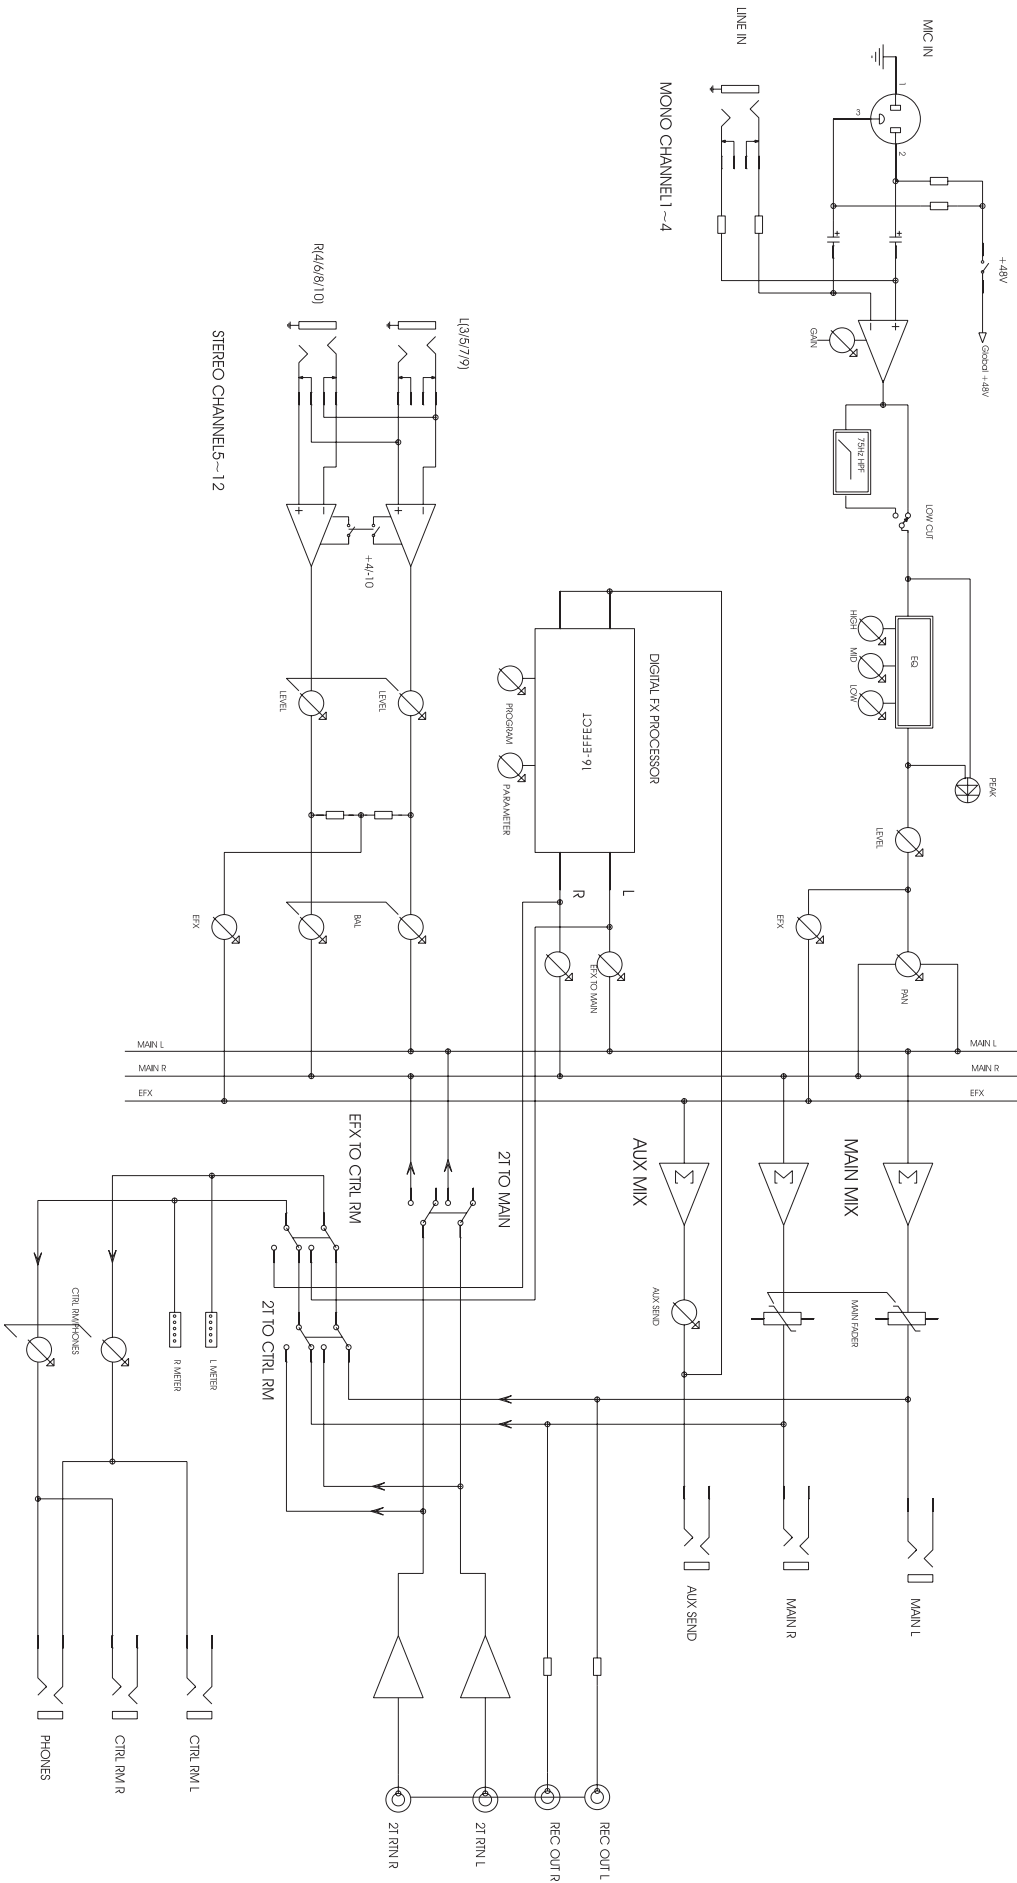 MIC IN
LINE IN
1
3
2
MONO CHANNEL1~4
+48V
+
+
Global +48V
GAIN
+
−
75Hz HPF
LOW CUT
HIGH
MID
LOW
EQ
PEAK
LEVEL
EFX
PAN
L(3/5/7/9)
R(4/6/8/10)
STEREO CHANNEL5~12
+
−
+
−
+4/-10
LEVEL
LEVEL
BAL
EFX
DIGITAL FX PROCESSOR
16-EFFECT
PROGRAM
PARAMETER
L
R
EFX TO MAIN
MAIN L
MAIN R
EFX
MAIN L
MAIN R
EFX
MAIN MIX
AUX MIX
Σ
Σ
Σ
MAIN FADER
AUX SEND
2T TO MAIN
EFX TO CTRL RM
2T TO CTRL RM
L METER
R METER
CTRL RM/PHONES
MAIN L
MAIN R
AUX SEND
REC OUT L
REC OUT R
2T RTN L
2T RTN R
CTRL RM L
CTRL RM R
PHONES